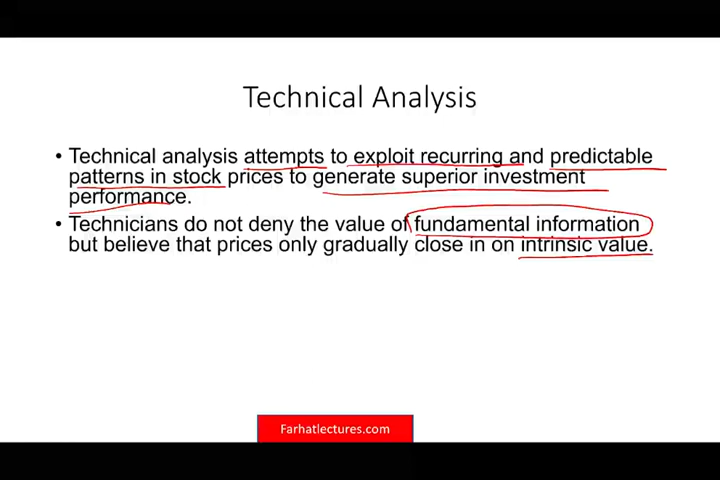 Technical Analysis
• Technical analysis attempts to exploit recurring and predictable
patterns in stock prices to generate superior investment
performance.
• Technicians do not deny the value of fundamental information
but believe that prices only gradually close in on intrinsic value.
Farhatlectures.com